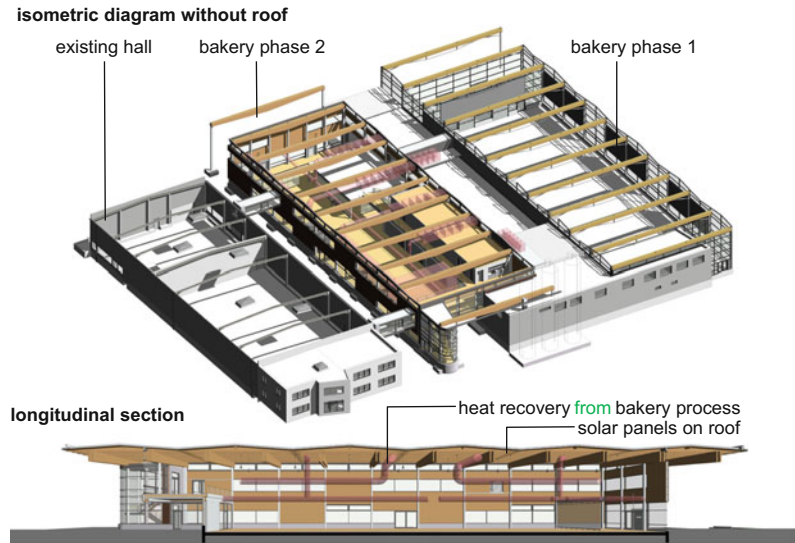 isometric diagram without roof
existing hall
bakery phase 2
bakery phase 1
longitudinal section
heat recovery from bakery process
solar panels on roof